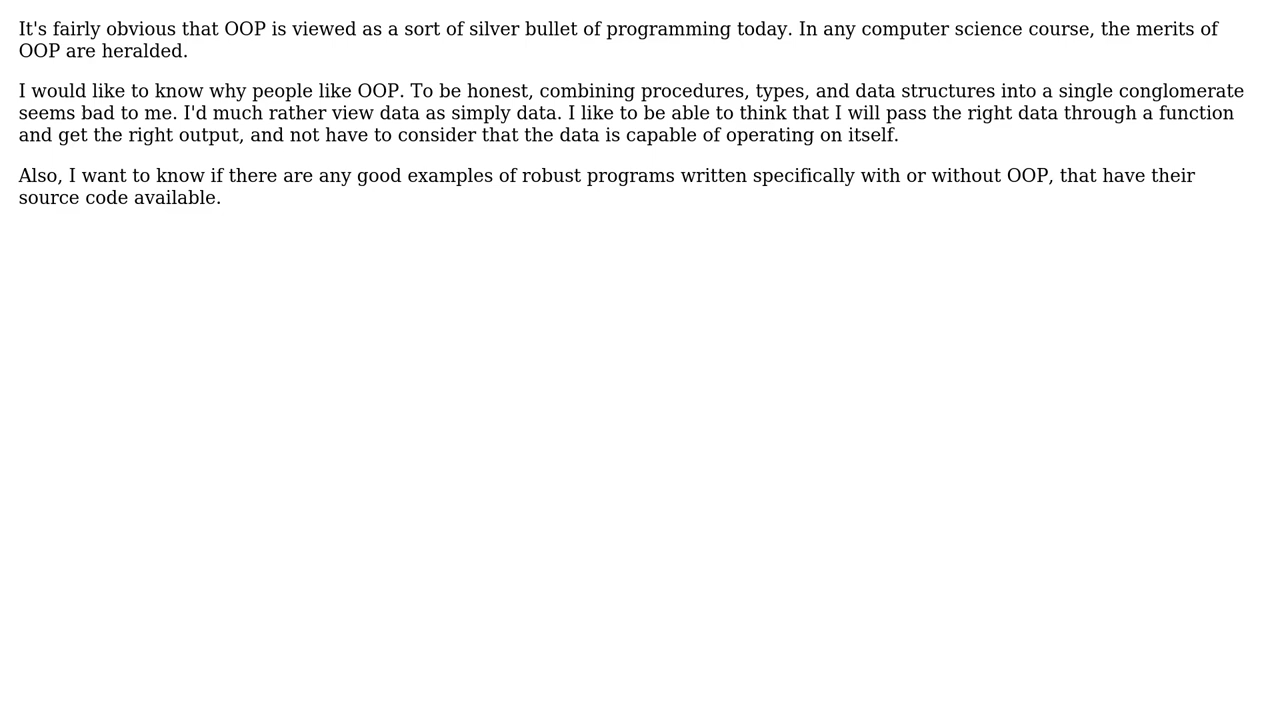 It's fairly obvious that OOP is viewed as a sort of silver bullet of programming today. In any computer science course, the merits of
OOP are heralded.
I would like to know why people like OOP. To be honest, combining procedures, types, and data structures into a single conglomerate
seems bad to me. I'd much rather view data as simply data. I like to be able to think that I will pass the right data through a function
and get the right output, and not have to consider that the data is capable of operating on itself.
Also, I want to know if there are any good examples of robust programs written specifically with or without OOP, that have their
source code available.